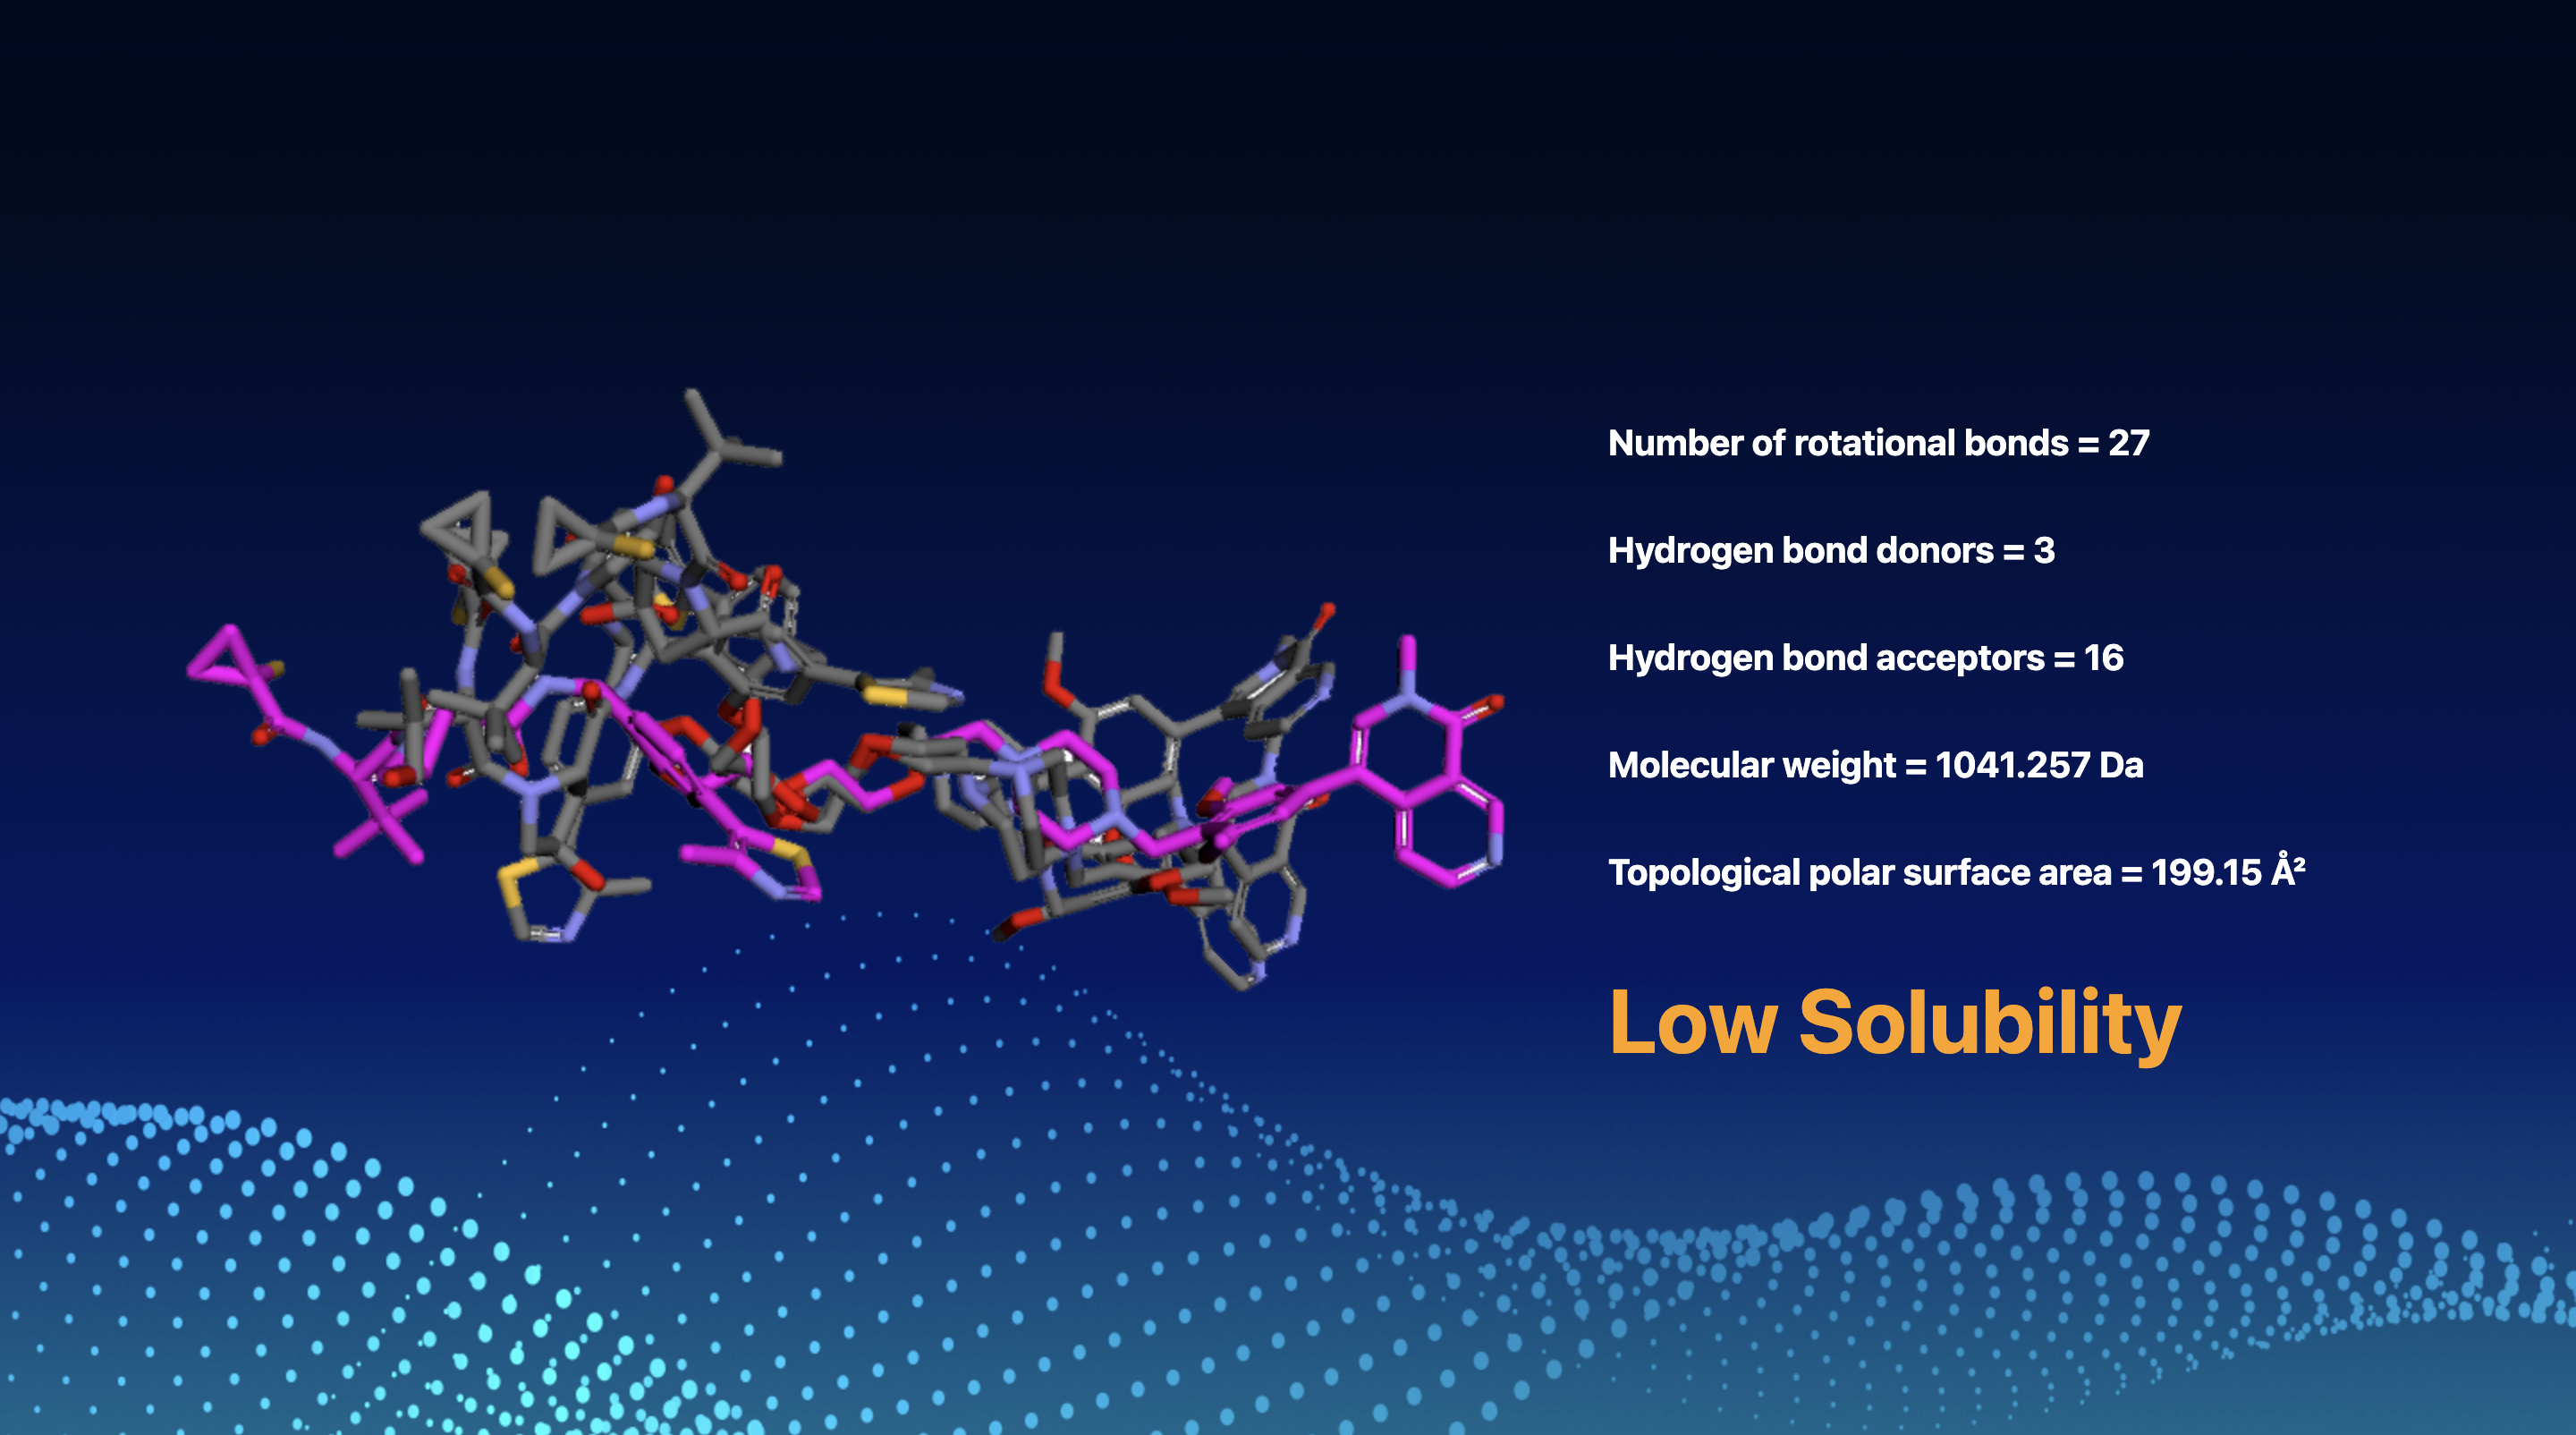 Number of rotational bonds = 27
Hydrogen bond donors = 3
Hydrogen bond acceptors = 16
Molecular weight = 1041.257 Da
Topological polar surface area = 199.15 Å²
Low Solubility